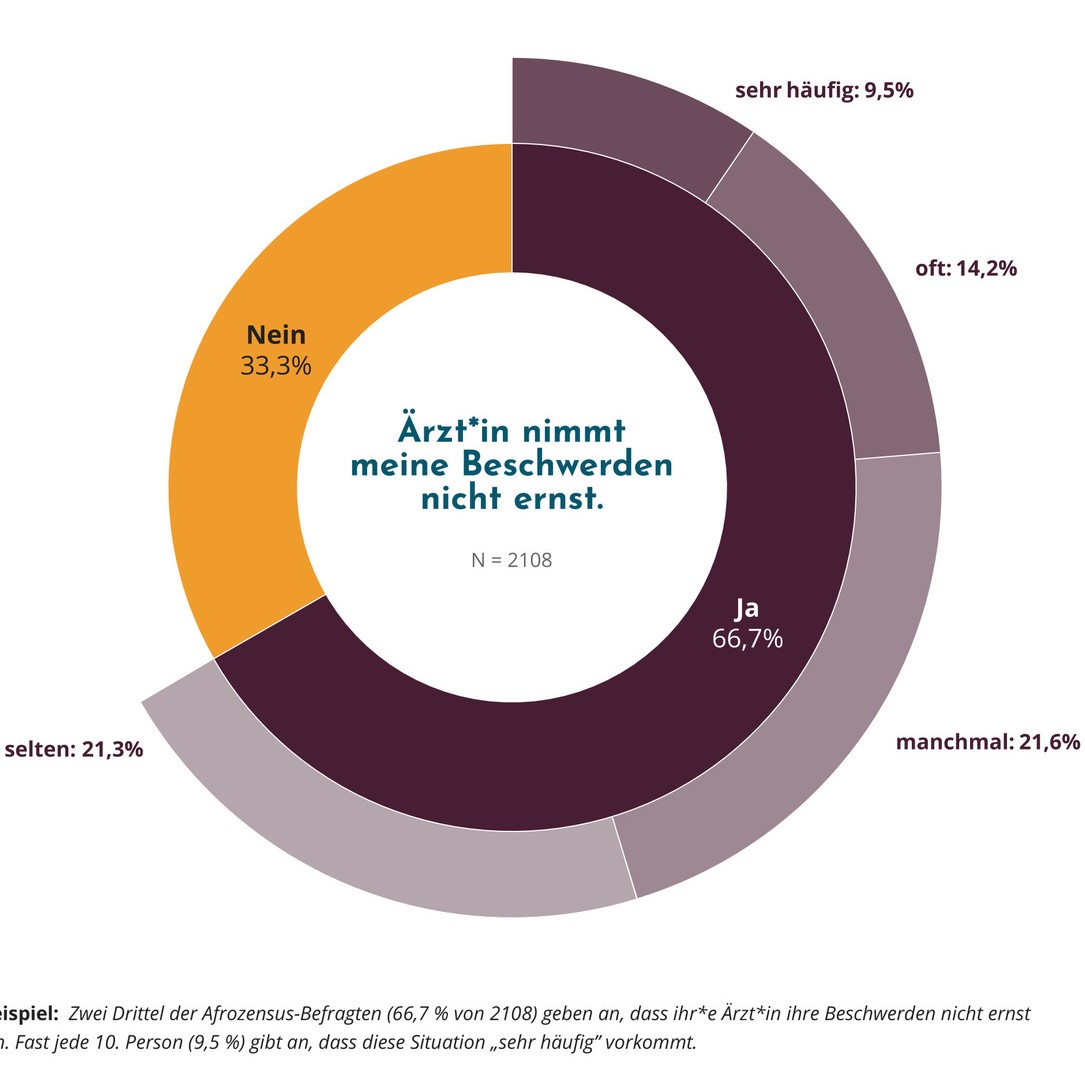 sehr häufig: 9,5%
oft: 14,2%
Nein
33,3%
Ärzt*in nimmt
meine Beschwerden
nicht ernst.
N = 2108
Ja
66,7%
manchmal: 21,6%
selten: 21,3%
eispiel: Zwei Drittel der Afrozensus-Befragten (66,7 % von 2108) geben an, dass ihr*e Ärzt*in ihre Beschwerden nicht ernst
n. Fast jede 10. Person (9,5 %) gibt an, dass diese Situation „sehr häufig” vorkommt.